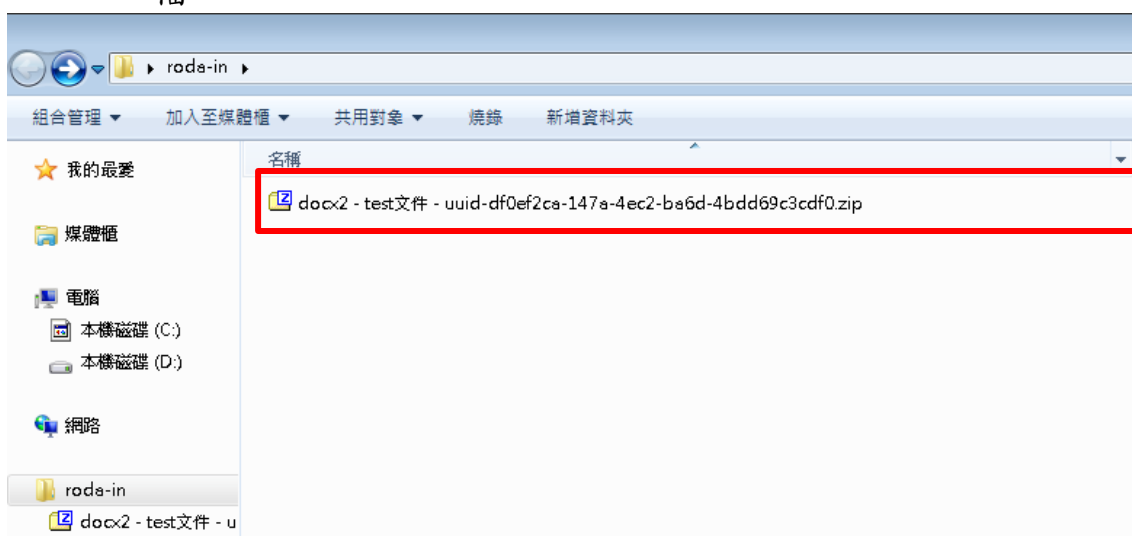 roda-in
組合管理 加入至媒體櫃 共用對象 燒錄 新增資料夾
我的最愛
名稱
docx2 - test文件 - uuid-df0ef2ca-147a-4ec2-ba6d-4bdd69c3cdf0.zip
媒體櫃
電腦
本機磁碟 (C:)
本機磁碟 (D:)
網路
roda-in
docx2 - test文件 - u